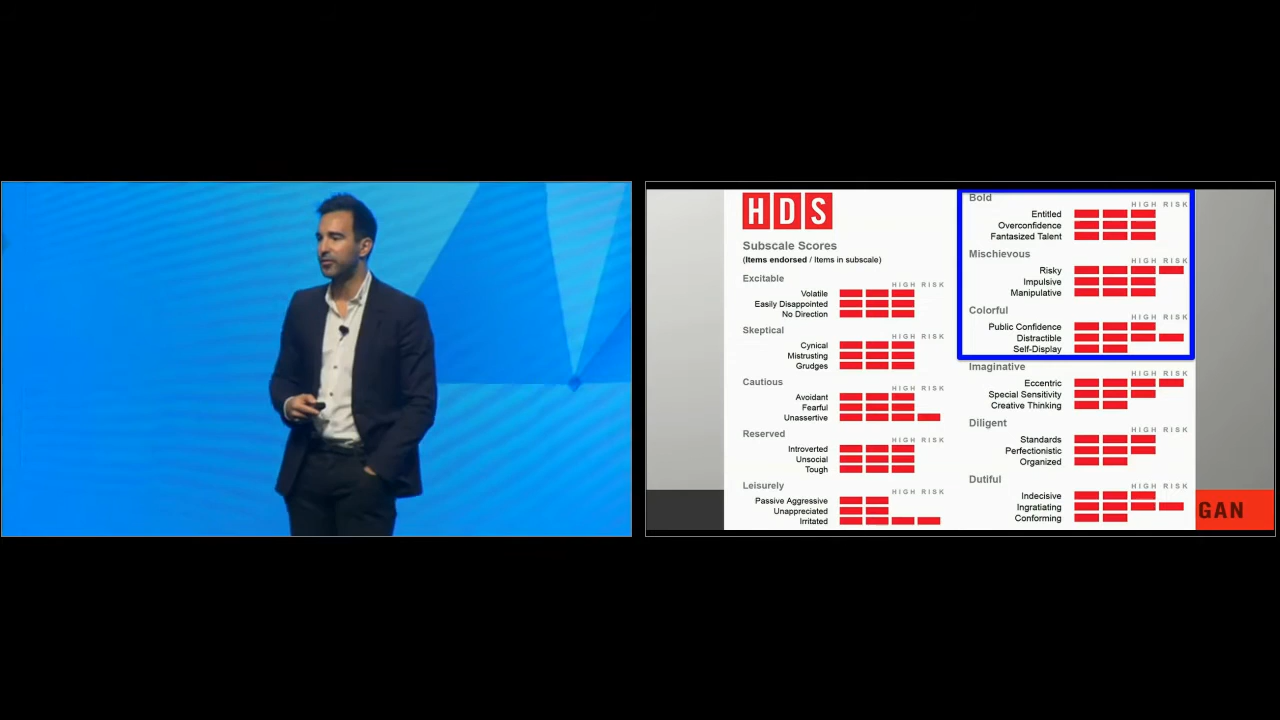 HDS
Subscale Scores
(Items endorsed / Items in subscale)
Excitable
HIGH RISK
Volatile
Easily Disappointed
No Direction
Skeptical
HIGH RISK
Cynical
Mistrusting
Grudges
Cautious
HIGH RISK
Avoidant
Fearful
Unassertive
Reserved
HIGH RISK
Introverted
Unsocial
Tough
Leisurely
HIGH RISK
Passive Aggressive
Unappreciated
Irritated
Bold
HIGH RISK
Entitled
Overconfidence
Fantasized Talent
Mischievous
HIGH RISK
Risky
Impulsive
Manipulative
Colorful
HIGH RISK
Public Confidence
Distractible
Self-Display
Imaginative
HIGH RISK
Eccentric
Special Sensitivity
Creative Thinking
Diligent
HIGH RISK
Standards
Perfectionistic
Organized
Dutiful
HIGH RISK
Indecisive
Ingratiating
Conforming
GAN